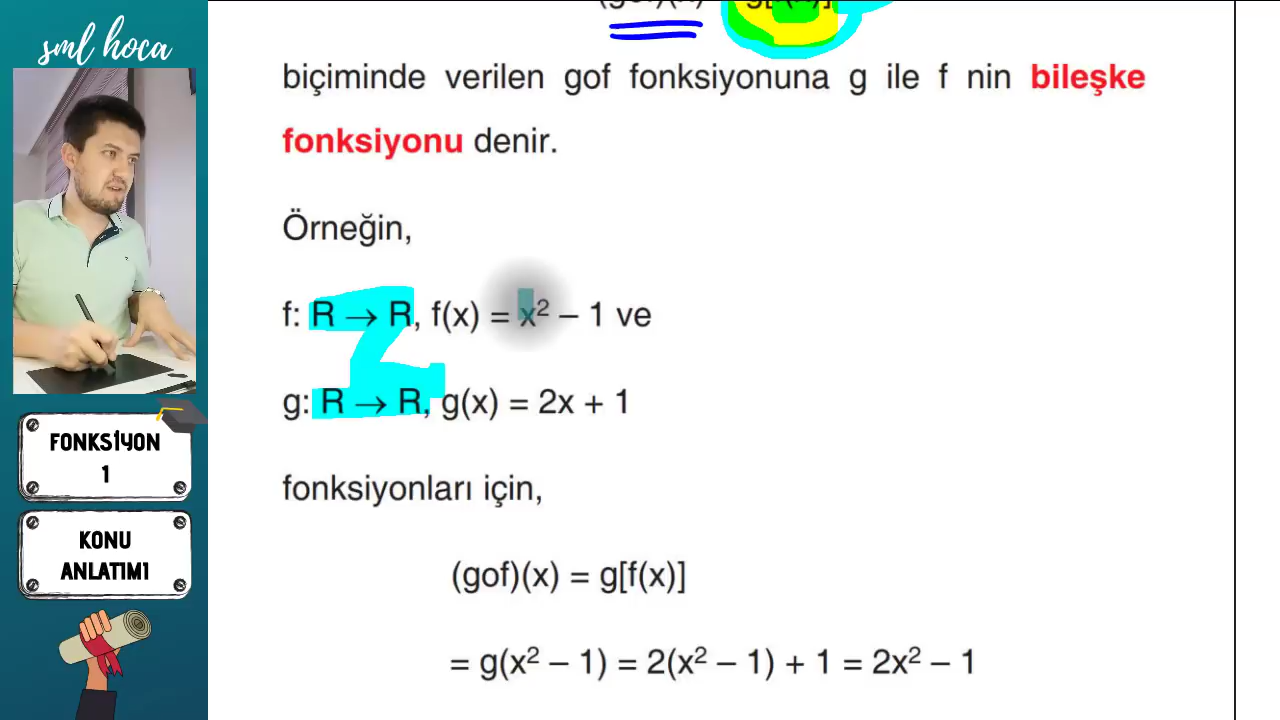 sml hoca
FONKSİYON
1
KONU
ANLATIMI
biçiminde verilen gof fonksiyonuna g ile f nin bileşke
fonksiyonu denir.
Örneğin,
f: R → R, f(x) = x² – 1 ve
g: R → R, g(x) = 2x + 1
fonksiyonları için,
(gof)(x) = g[f(x)]
= g(x² – 1) = 2(x² – 1) + 1 = 2x² – 1